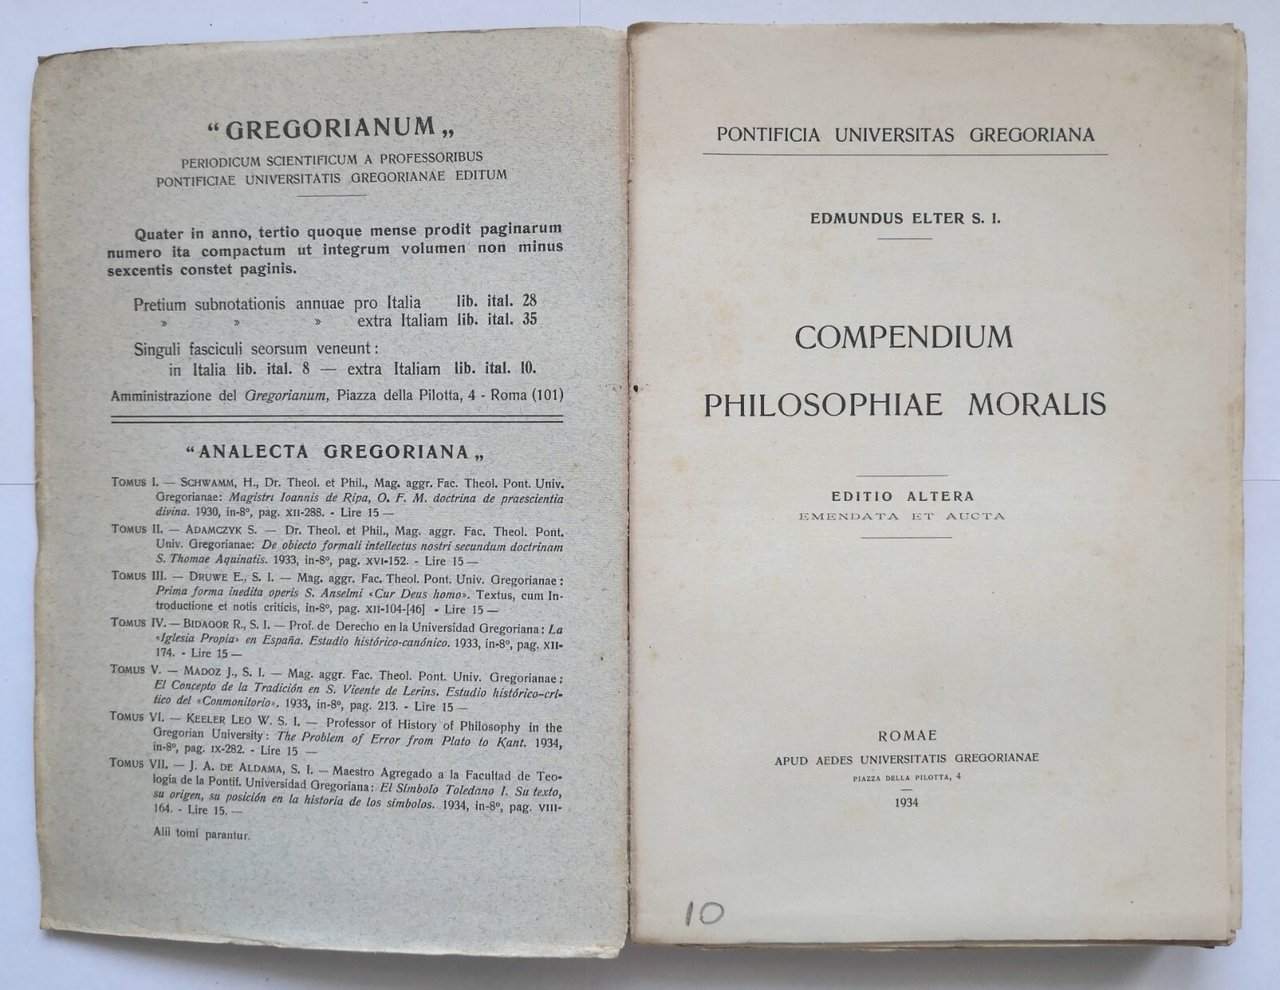 “GREGORIANUM„
PERIODICUM SCIENTIFICUM A PROFESSORIBUS
PONTIFICIAE UNIVERSITATIS GREGORIANAE EDITUM
Quater in anno, tertio quoque mense prodit paginarum
numero ita compactum ut integrum volumen non minus
sexcentis constet paginis.
Pretium subnotationis annuae pro Italia lib. ital. 28
» » » extra Italiam lib. ital. 35
Singuli fasciculi seorsum veneunt:
in Italia lib. ital. 8 — extra Italiam lib. ital. 10.
Amministrazione del Gregorianum, Piazza della Pilotta, 4 - Roma (101)
“ANALECTA GREGORIANA„
TOMUS I. — SCHWAMM, H., Dr. Theol. et Phil., Mag. aggr. Fac. Theol. Pont. Univ.
Gregorianae: Magistri Ioannis de Ripa, O. F. M. doctrina de praescientia
divina. 1930, in-8º, pag. XII-288. - Lire 15 —
TOMUS II. — ADAMCZYK S. — Dr. Theol. et Phil., Mag. aggr. Fac. Theol. Pont.
Univ. Gregorianae: De obiecto formali intellectus nostri secundum doctrinam
S. Thomae Aquinatis. 1933, in-8º, pag. XVI-152. - Lire 15 —
TOMUS III. — DRUWE E., S. I. — Mag. aggr. Fac. Theol. Pont. Univ. Gregorianae:
Prima forma inedita operis S. Anselmi «Cur Deus homo». Textus, cum In-
troductione et notis criticis, in-8º, pag. XII-104-[46] - Lire 15 —
TOMUS IV. — BIDAGOR R., S. I. — Prof. de Derecho en la Universidad Gregoriana: La
«Iglesia Propia» en España. Estudio histórico-canónico. 1933, in-8º, pag. XII-
174. - Lire 15 —
TOMUS V. — MADOZ J., S. I. — Mag. aggr. Fac. Theol. Pont. Univ. Gregorianae:
El Concepto de la Tradición en S. Vicente de Lerins. Estudio histórico-crí-
tico del «Conmonitorio». 1933, in-8º, pag. 213. - Lire 15 —
TOMUS VI. — KEELER LEO W. S. I. — Professor of History of Philosophy in the
Gregorian University: The Problem of Error from Plato to Kant. 1934,
in-8º, pag. IX-282. - Lire 15 —
TOMUS VII. — J. A. DE ALDAMA, S. I. — Maestro Agregado a la Facultad de Teo-
logía de la Pontif. Universidad Gregoriana: El Símbolo Toledano I. Su texto,
su origen, su posición en la historia de los símbolos. 1934, in-8º, pag. VIII-
164. - Lire 15. —
Alii tomi parantur.
PONTIFICIA UNIVERSITAS GREGORIANA
EDMUNDUS ELTER S. I.
COMPENDIUM
PHILOSOPHIAE MORALIS
EDITIO ALTERA
EMENDATA ET AUCTA
ROMAE
APUD AEDES UNIVERSITATIS GREGORIANAE
PIAZZA DELLA PILOTTA, 4
1934
10